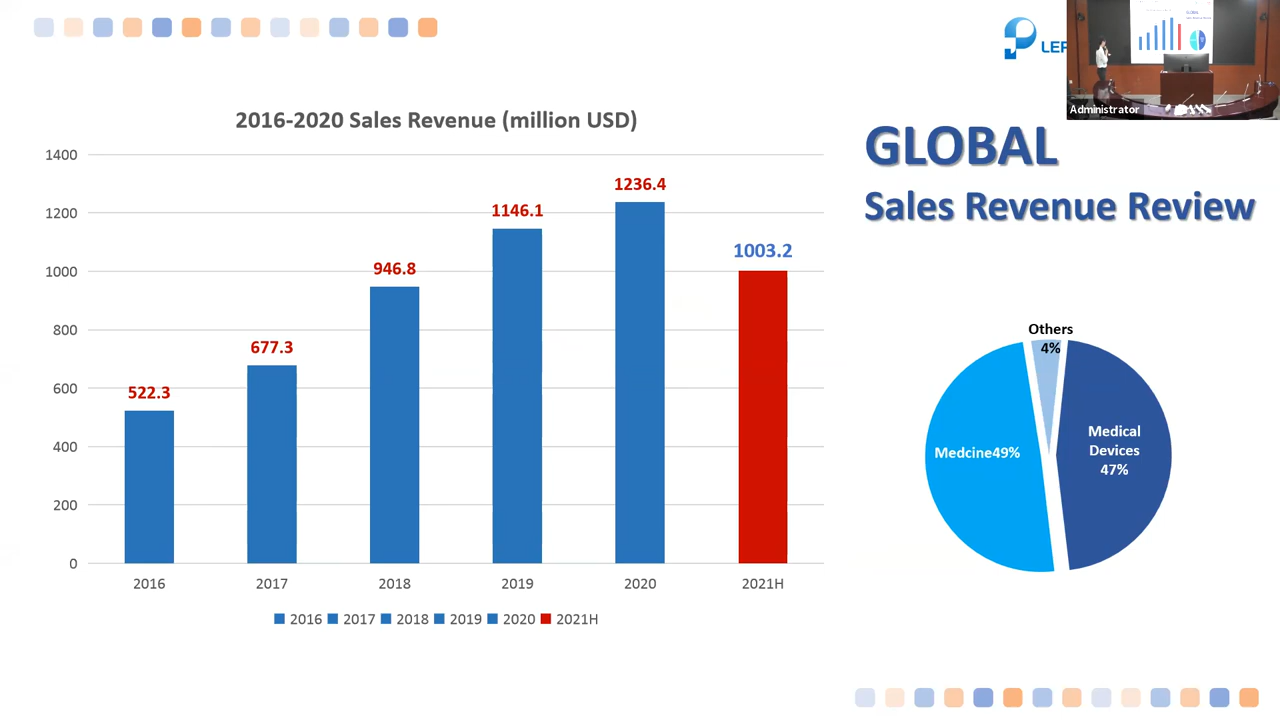 LEP
Administrator
2016-2020 Sales Revenue (million USD)
GLOBAL
Sales Revenue Review
1400
1200
1000
800
600
400
200
0
522.3
677.3
946.8
1146.1
1236.4
1003.2
2016
2017
2018
2019
2020
2021H
2016 2017 2018 2019 2020 2021H
Others
4%
Medcine49%
Medical
Devices
47%